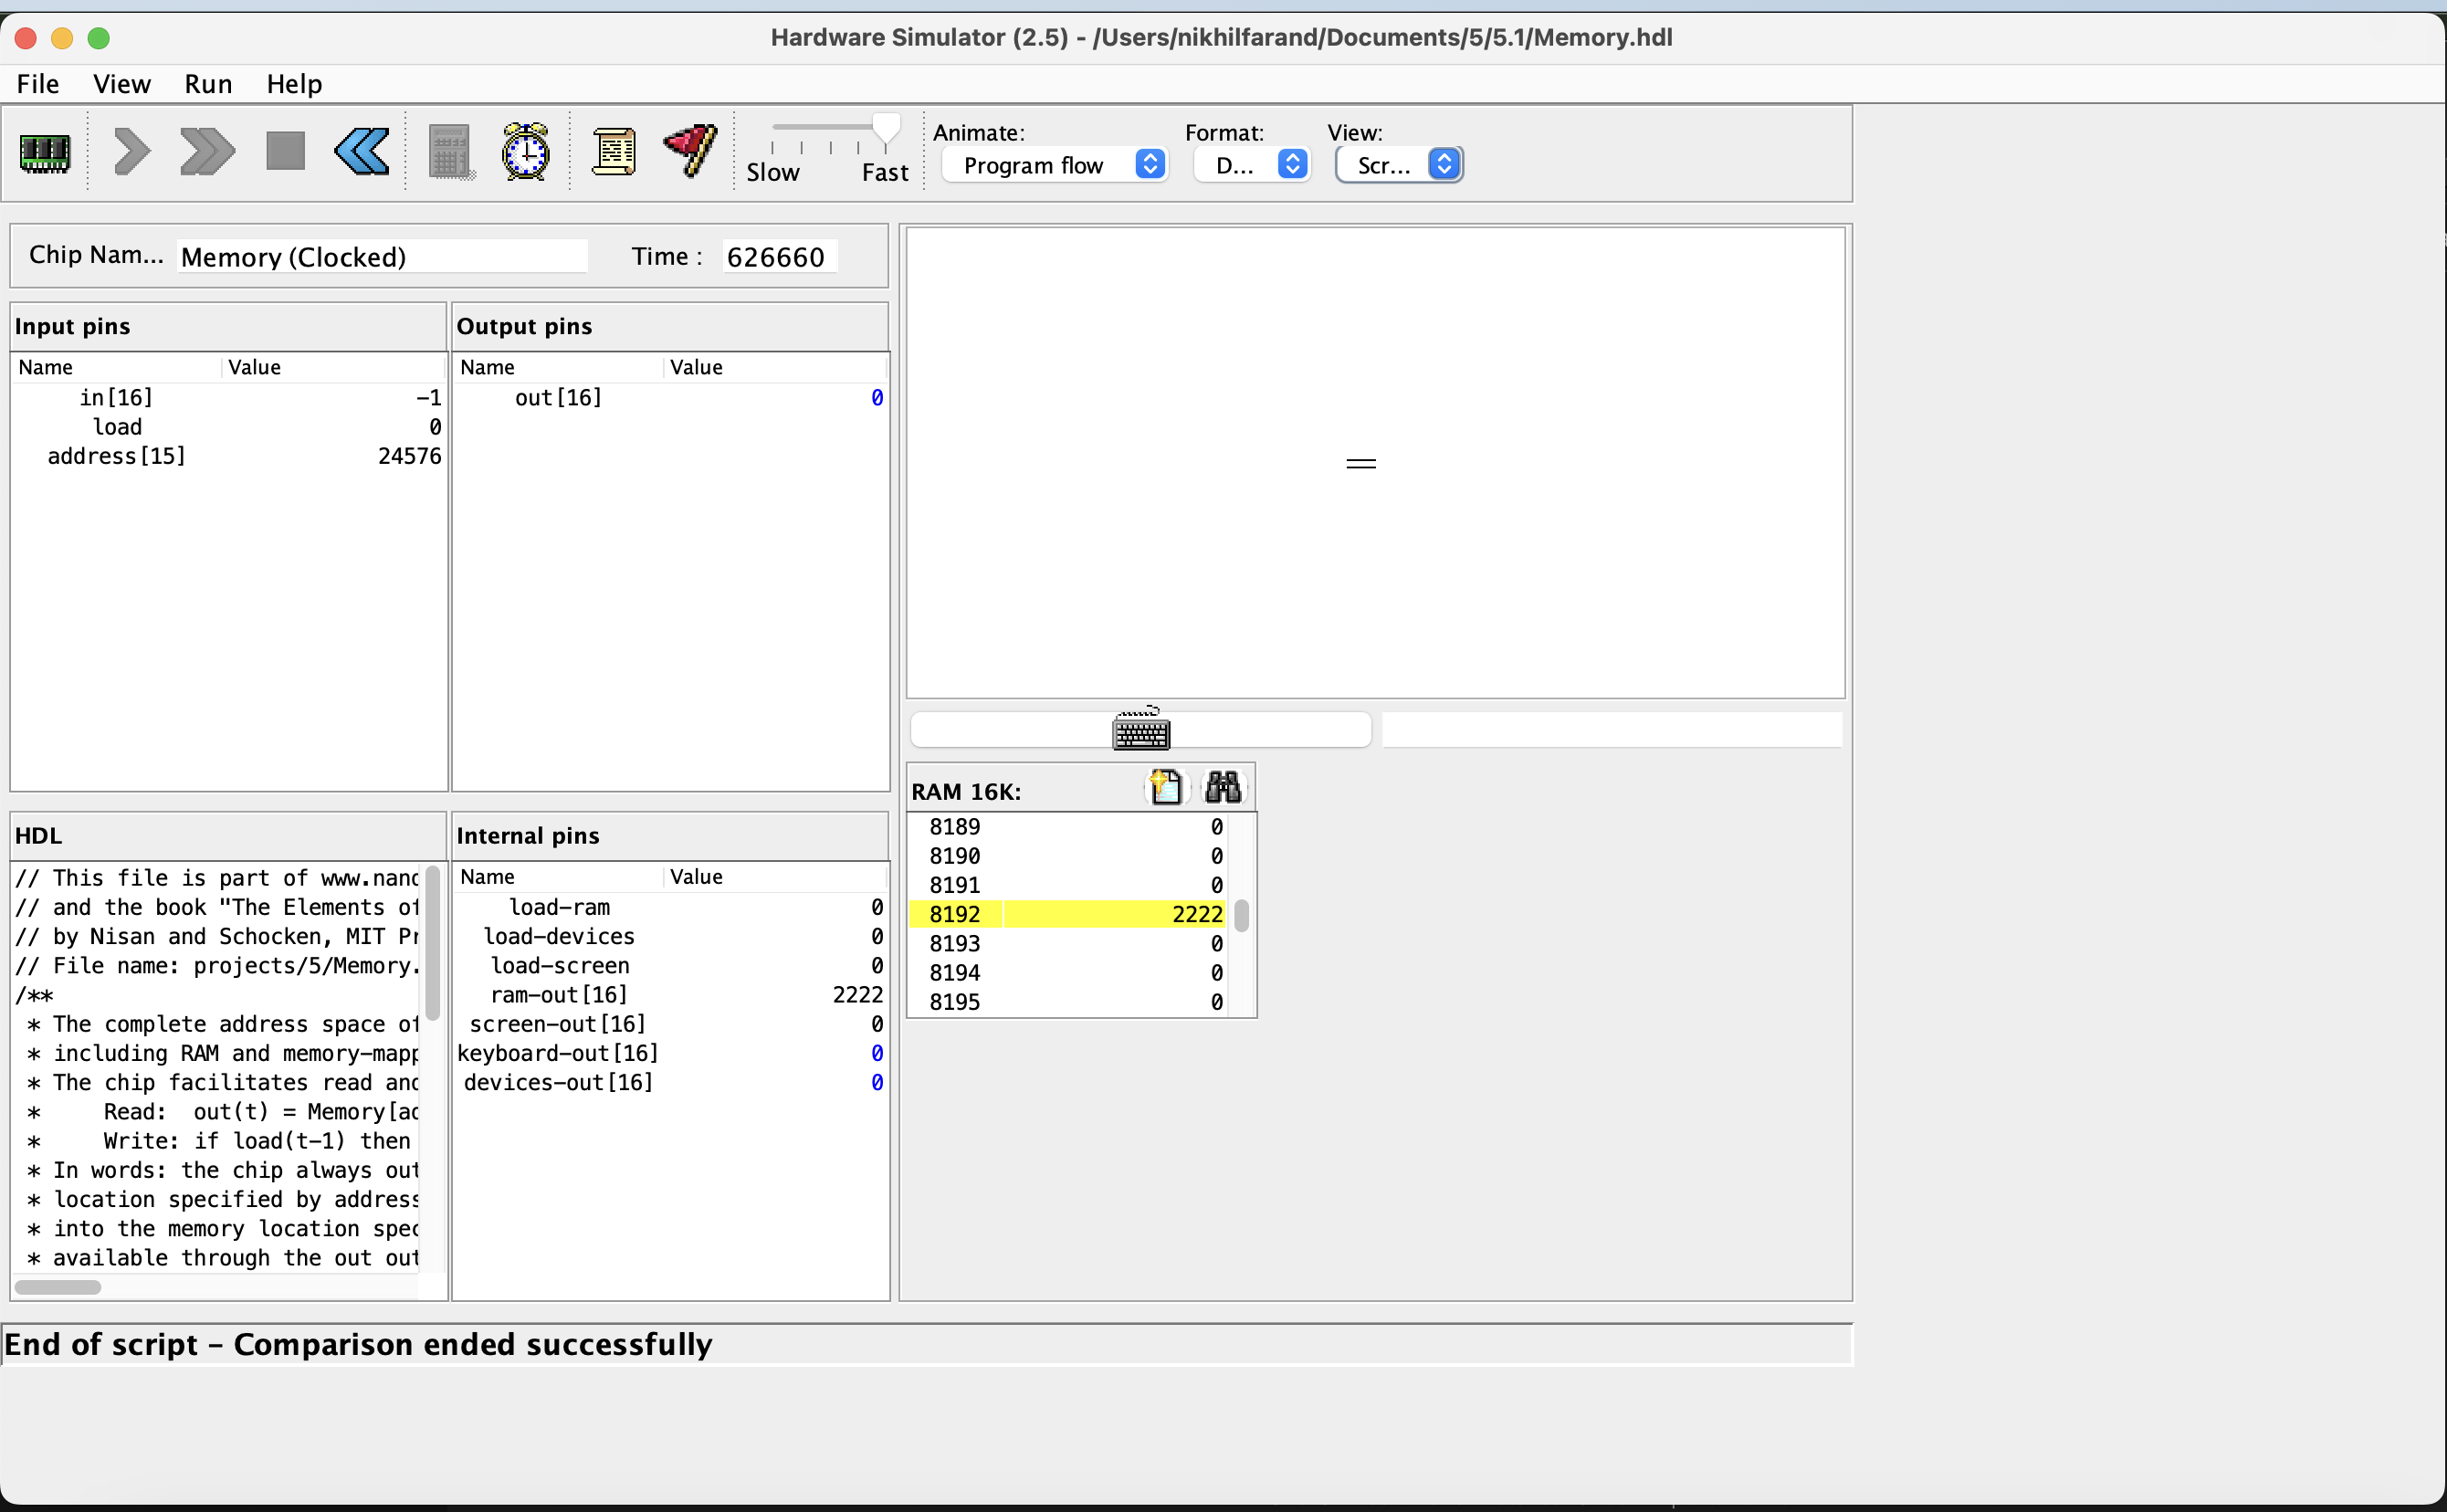 Hardware Simulator (2.5) - /Users/nikhilfarand/Documents/5/5.1/Memory.hdl
File View Run Help
Slow Fast
Animate: Format: View:
Program flow D... Scr...
Chip Nam... Memory (Clocked) Time : 626660
Input pins
Name Value
in[16] -1
load 0
address[15] 24576
Output pins
Name Value
out[16] 0
HDL
// This file is part of www.nand
// and the book "The Elements of
// by Nisan and Schocken, MIT Pr
// File name: projects/5/Memory.
/**
* The complete address space of
* including RAM and memory-mapp
* The chip facilitates read and
* Read: out(t) = Memory[ad
* Write: if load(t-1) then
* In words: the chip always out
* location specified by address
* into the memory location spec
* available through the out out
Internal pins
Name Value
load-ram 0
load-devices 0
load-screen 0
ram-out[16] 2222
screen-out[16] 0
keyboard-out[16] 0
devices-out[16] 0
RAM 16K:
8189 0
8190 0
8191 0
8192 2222
8193 0
8194 0
8195 0
End of script - Comparison ended successfully